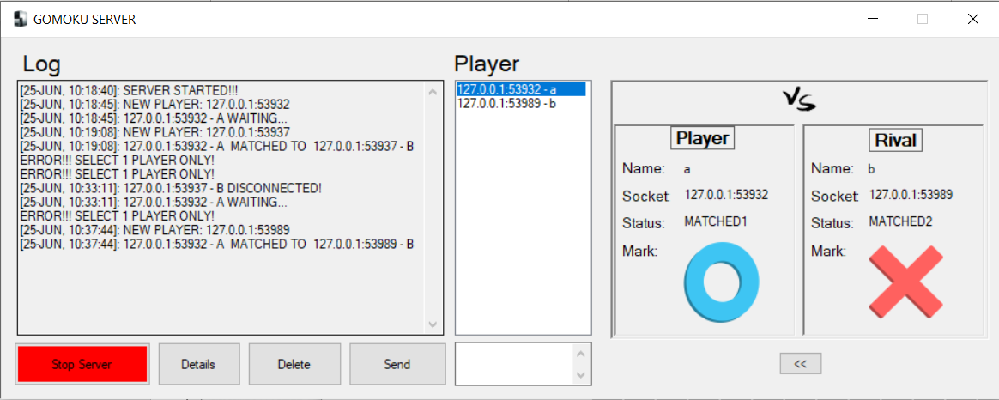 GOMOKU SERVER
Log
[25-JUN, 10:18:40]: SERVER STARTED!!!
[25-JUN, 10:18:45]: NEW PLAYER: 127.0.0.1:53932
[25-JUN, 10:18:45]: 127.0.0.1:53932 - A WAITING...
[25-JUN, 10:19:08]: NEW PLAYER: 127.0.0.1:53937
[25-JUN, 10:19:08]: 127.0.0.1:53932 - A  MATCHED TO  127.0.0.1:53937 - B
ERROR!!! SELECT 1 PLAYER ONLY!
ERROR!!! SELECT 1 PLAYER ONLY!
[25-JUN, 10:33:11]: 127.0.0.1:53937 - B DISCONNECTED!
[25-JUN, 10:33:11]: 127.0.0.1:53932 - A WAITING...
ERROR!!! SELECT 1 PLAYER ONLY!
[25-JUN, 10:37:44]: NEW PLAYER: 127.0.0.1:53989
[25-JUN, 10:37:44]: 127.0.0.1:53932 - A  MATCHED TO  127.0.0.1:53989 - B
Player
127.0.0.1:53932 - a
127.0.0.1:53989 - b
VS
Player
Name: a
Socket: 127.0.0.1:53932
Status: MATCHED1
Mark:
Rival
Name: b
Socket: 127.0.0.1:53989
Status: MATCHED2
Mark:
Stop Server
Details
Delete
Send
<<